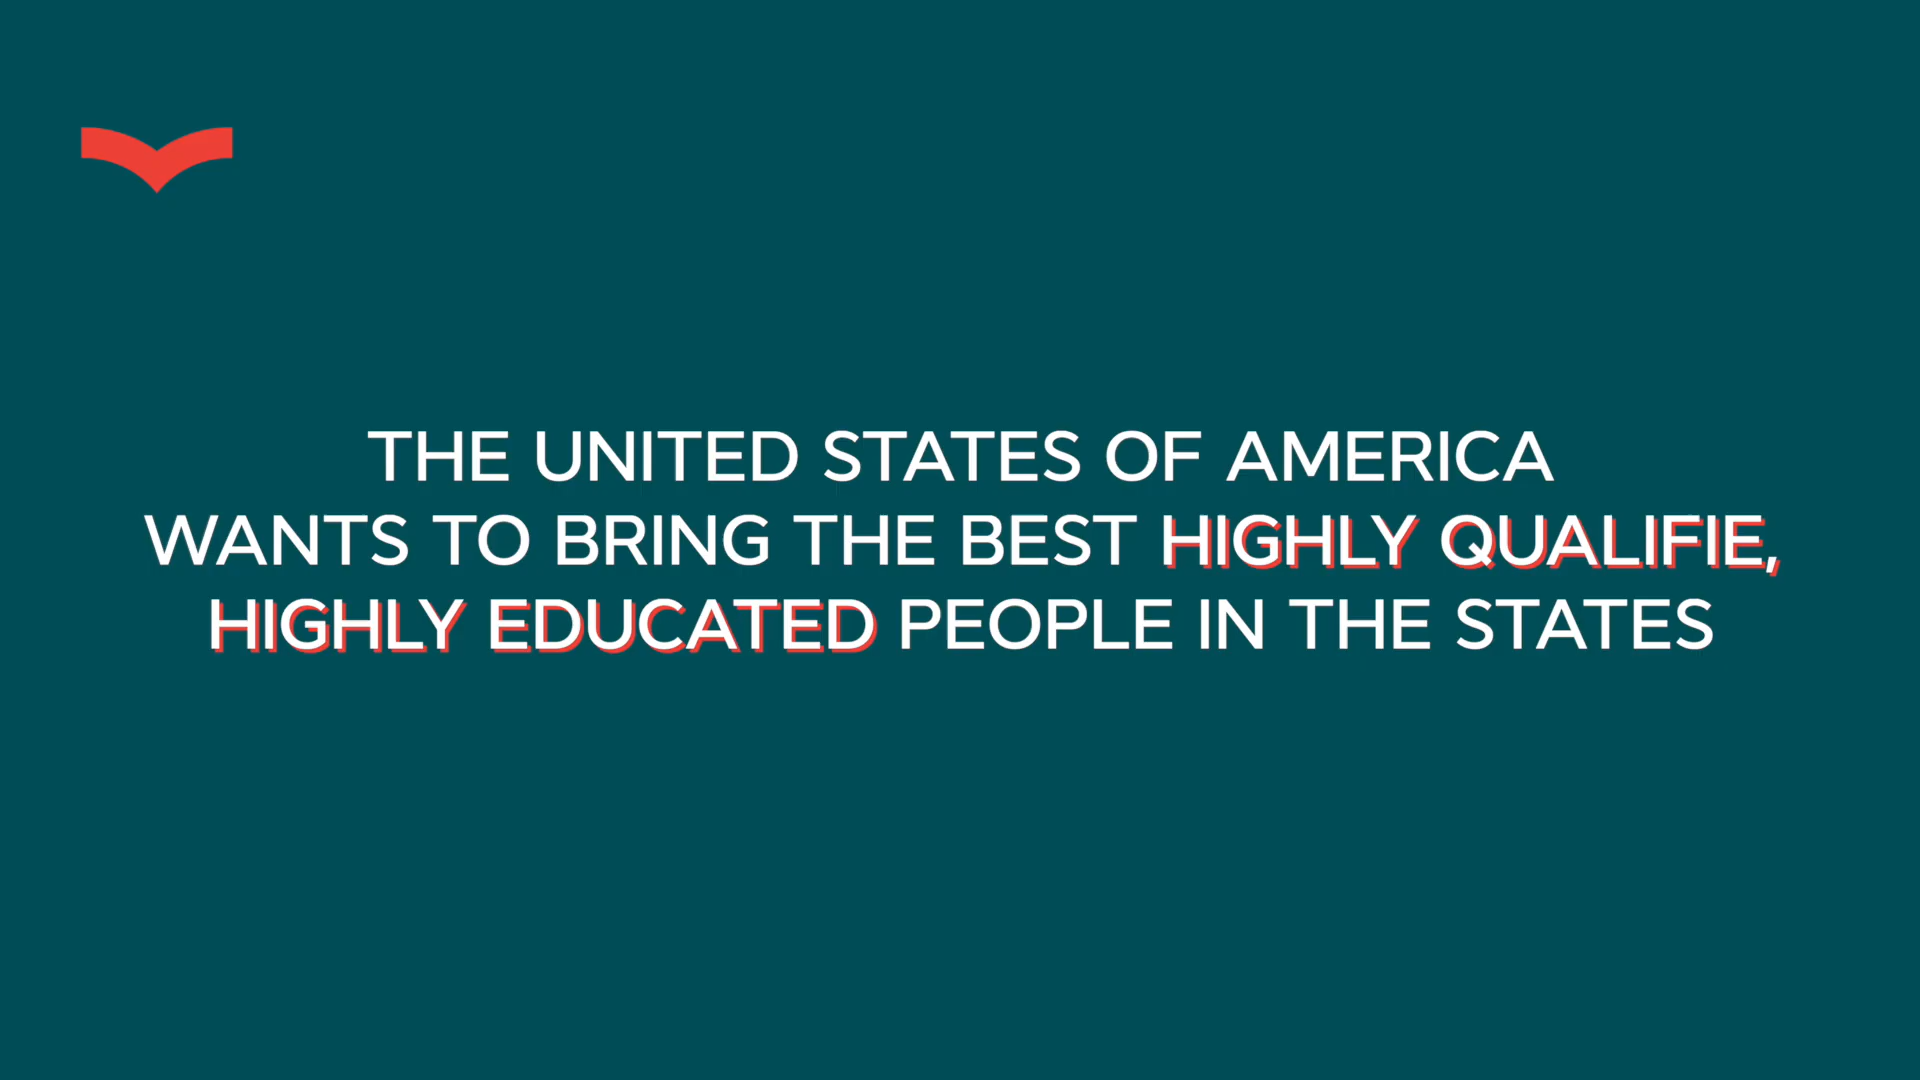 THE UNITED STATES OF AMERICA
WANTS TO BRING THE BEST HIGHLY QUALIFIE,
HIGHLY EDUCATED PEOPLE IN THE STATES